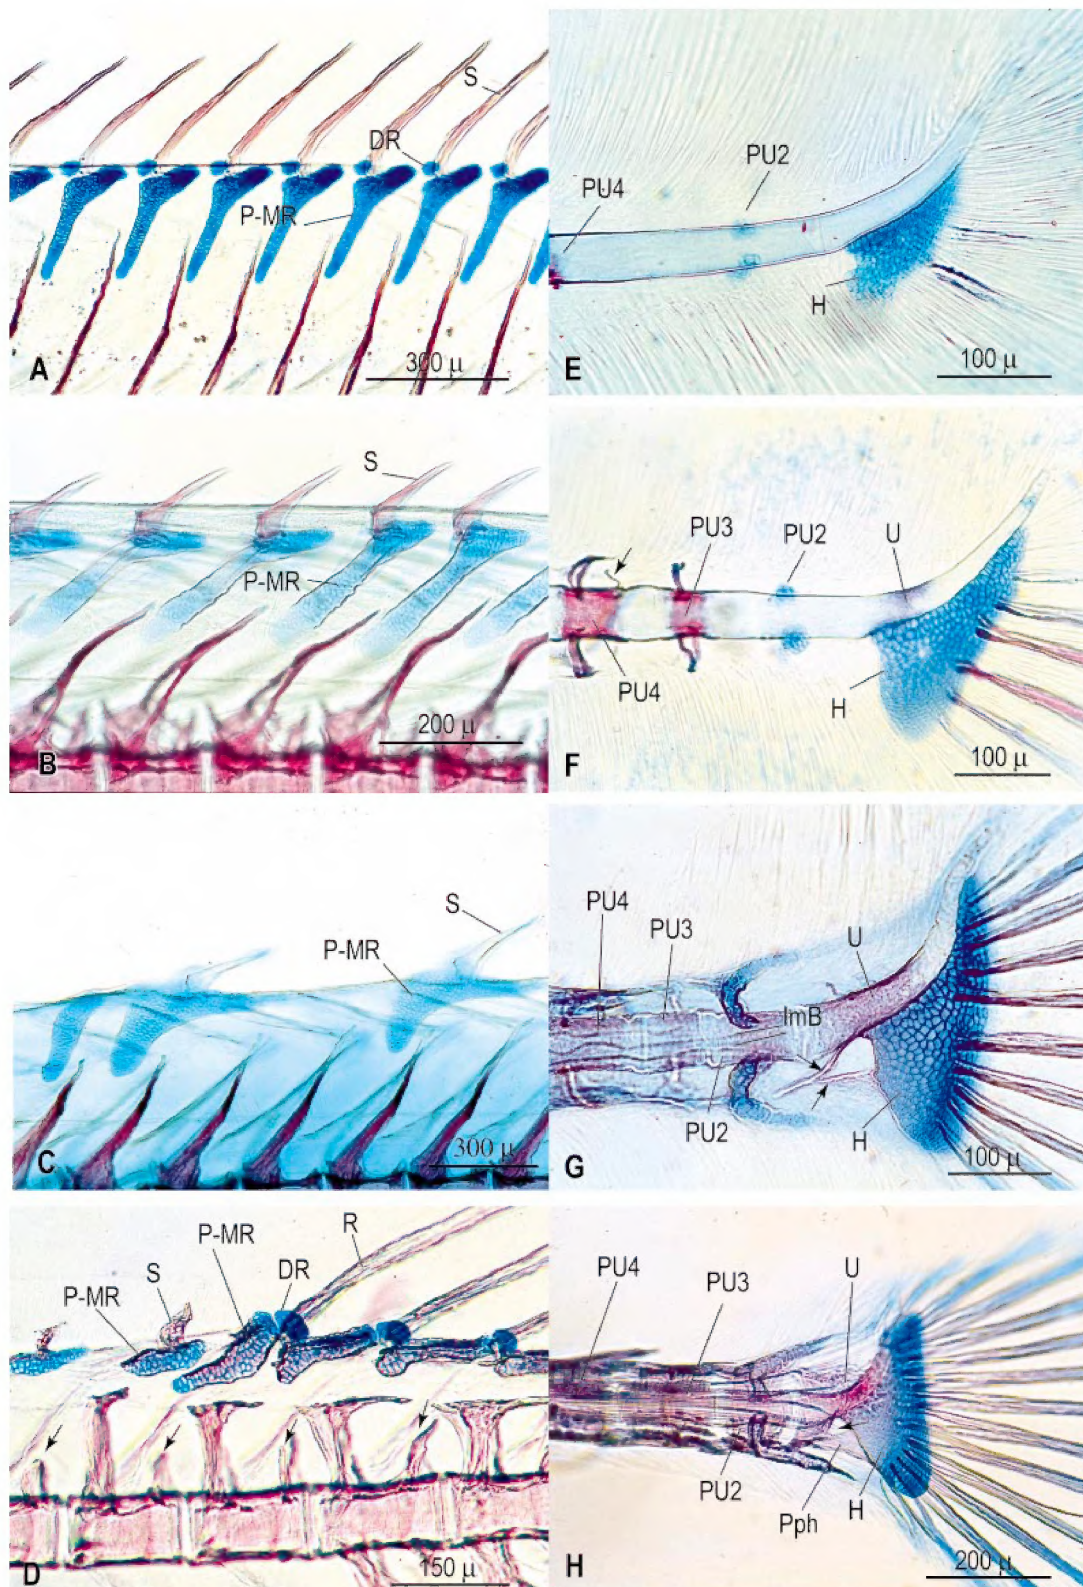 S
DR
P-MR
300 µ
A
S
P-MR
200 µ
B
S
P-MR
300 µ
C
R
P-MR
DR
S
P-MR
150 µ
D
PU2
PU4
H
100 µ
E
PU3
PU2
U
PU4
H
100 µ
F
PU4
PU3
U
ImB
PU2
H
100 µ
G
PU4
PU3
U
PU2
Pph
H
200 µ
H